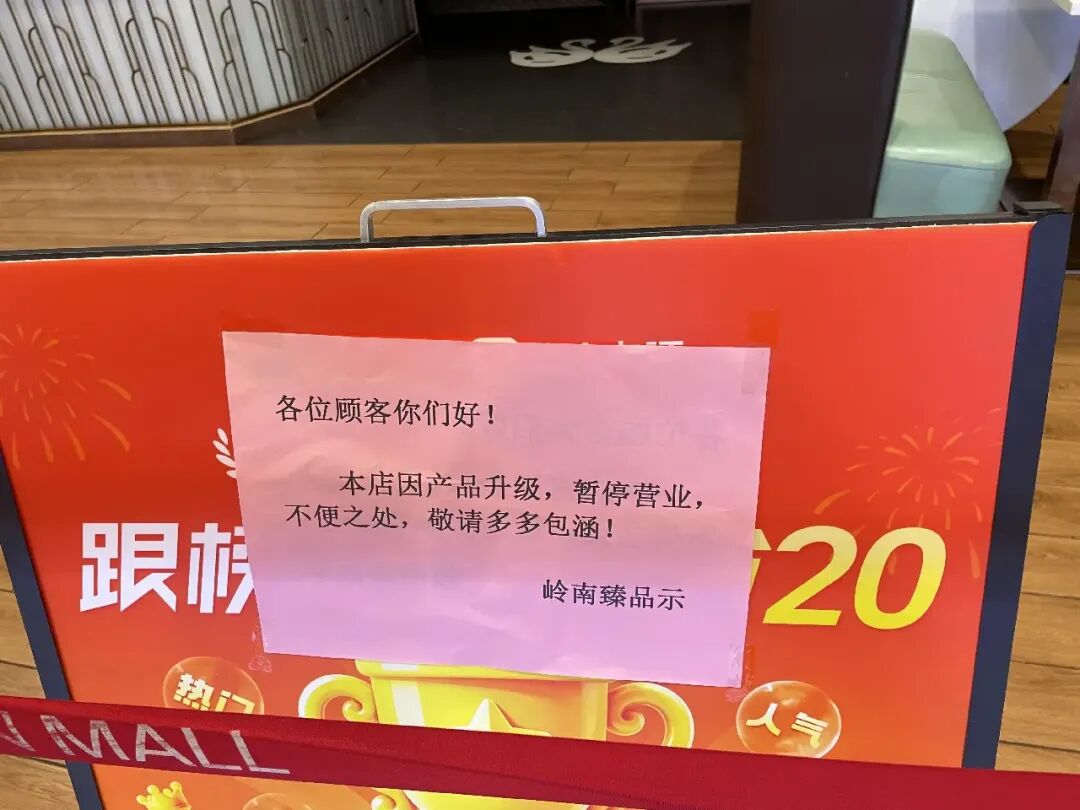 各位顾客你们好！
本店因产品升级，暂停营业，
不便之处，敬请多多包涵！
岭南臻品示
跟榜
20
热门
人气
MALL